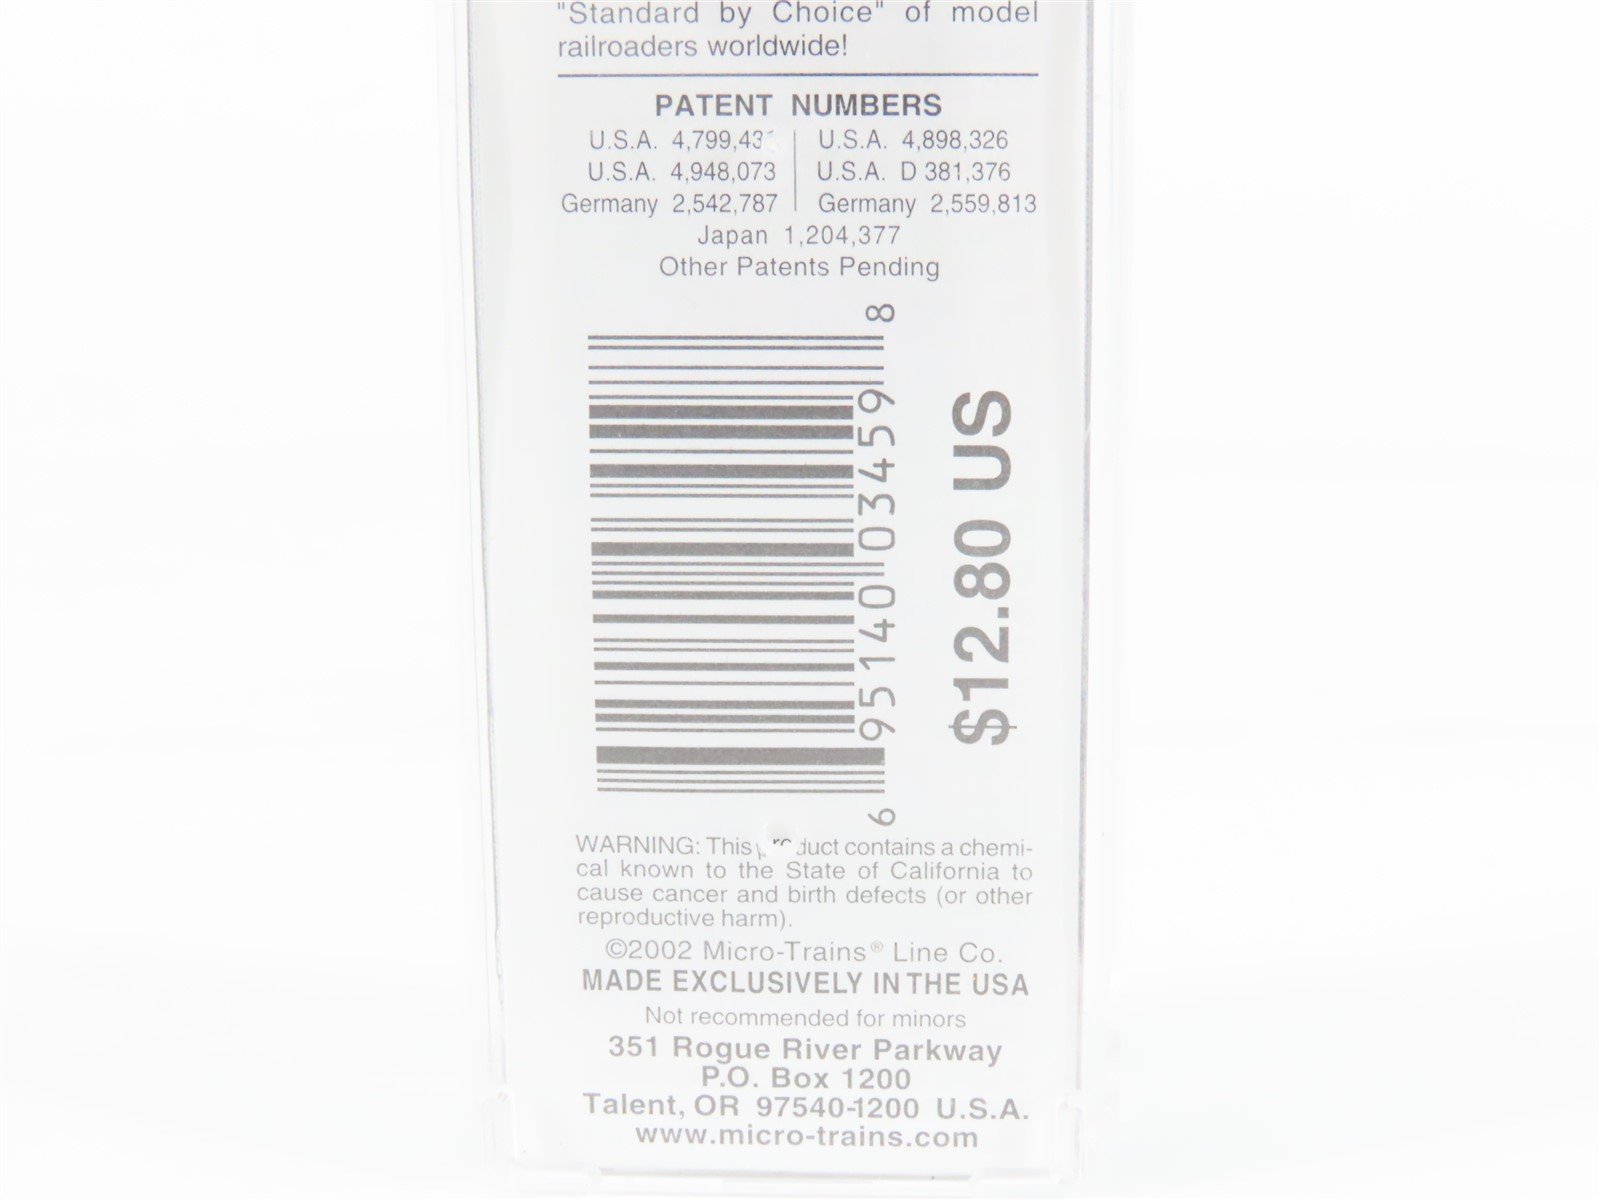 "Standard by Choice" of model
railroaders worldwide!
PATENT NUMBERS
U.S.A. U.S.A. 4,898,326
U.S.A. 4,948,073 U.S.A. D 381,376
Germany 2,542,787 Germany 2,559,813
Japan 1,204,377
Other Patents Pending
6 95140 03459 8
$12.80 US
WARNING: This contains a chemi-
cal known to the State of California to
cause cancer and birth defects (or other
reproductive harm).
©2002 Micro-Trains® Line Co.
MADE EXCLUSIVELY IN THE USA
Not recommended for minors
351 Rogue River Parkway
P.O. Box 1200
Talent, OR 97540-1200 U.S.A.
www.micro-trains.com